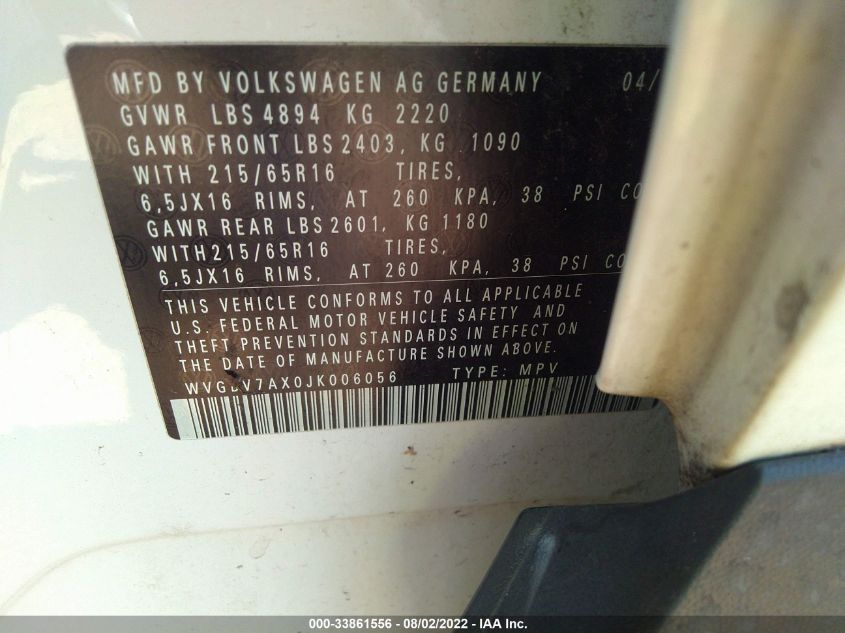 MFD BY VOLKSWAGEN AG GERMANY 04/
GVWR LBS 4894 KG 2220
GAWR FRONT LBS 2403, KG 1090
WITH 215/65R16 TIRES,
6,5JX16 RIMS, AT 260 KPA, 38 PSI CO
GAWR REAR LBS 2601, KG 1180
WITH 215/65R16 TIRES,
6,5JX16 RIMS, AT 260 KPA, 38 PSI CO
THIS VEHICLE CONFORMS TO ALL APPLICABLE
U.S. FEDERAL MOTOR VEHICLE SAFETY AND
THEFT PREVENTION STANDARDS IN EFFECT ON
THE DATE OF MANUFACTURE SHOWN ABOVE.
TYPE: MPV
000-33861556 - 08/02/2022 - IAA Inc.